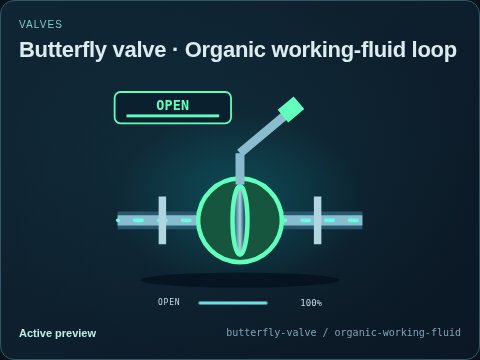 VALVES
Butterfly valve · Organic working-fluid loop
OPEN
OPEN 100%
Active preview butterfly-valve / organic-working-fluid